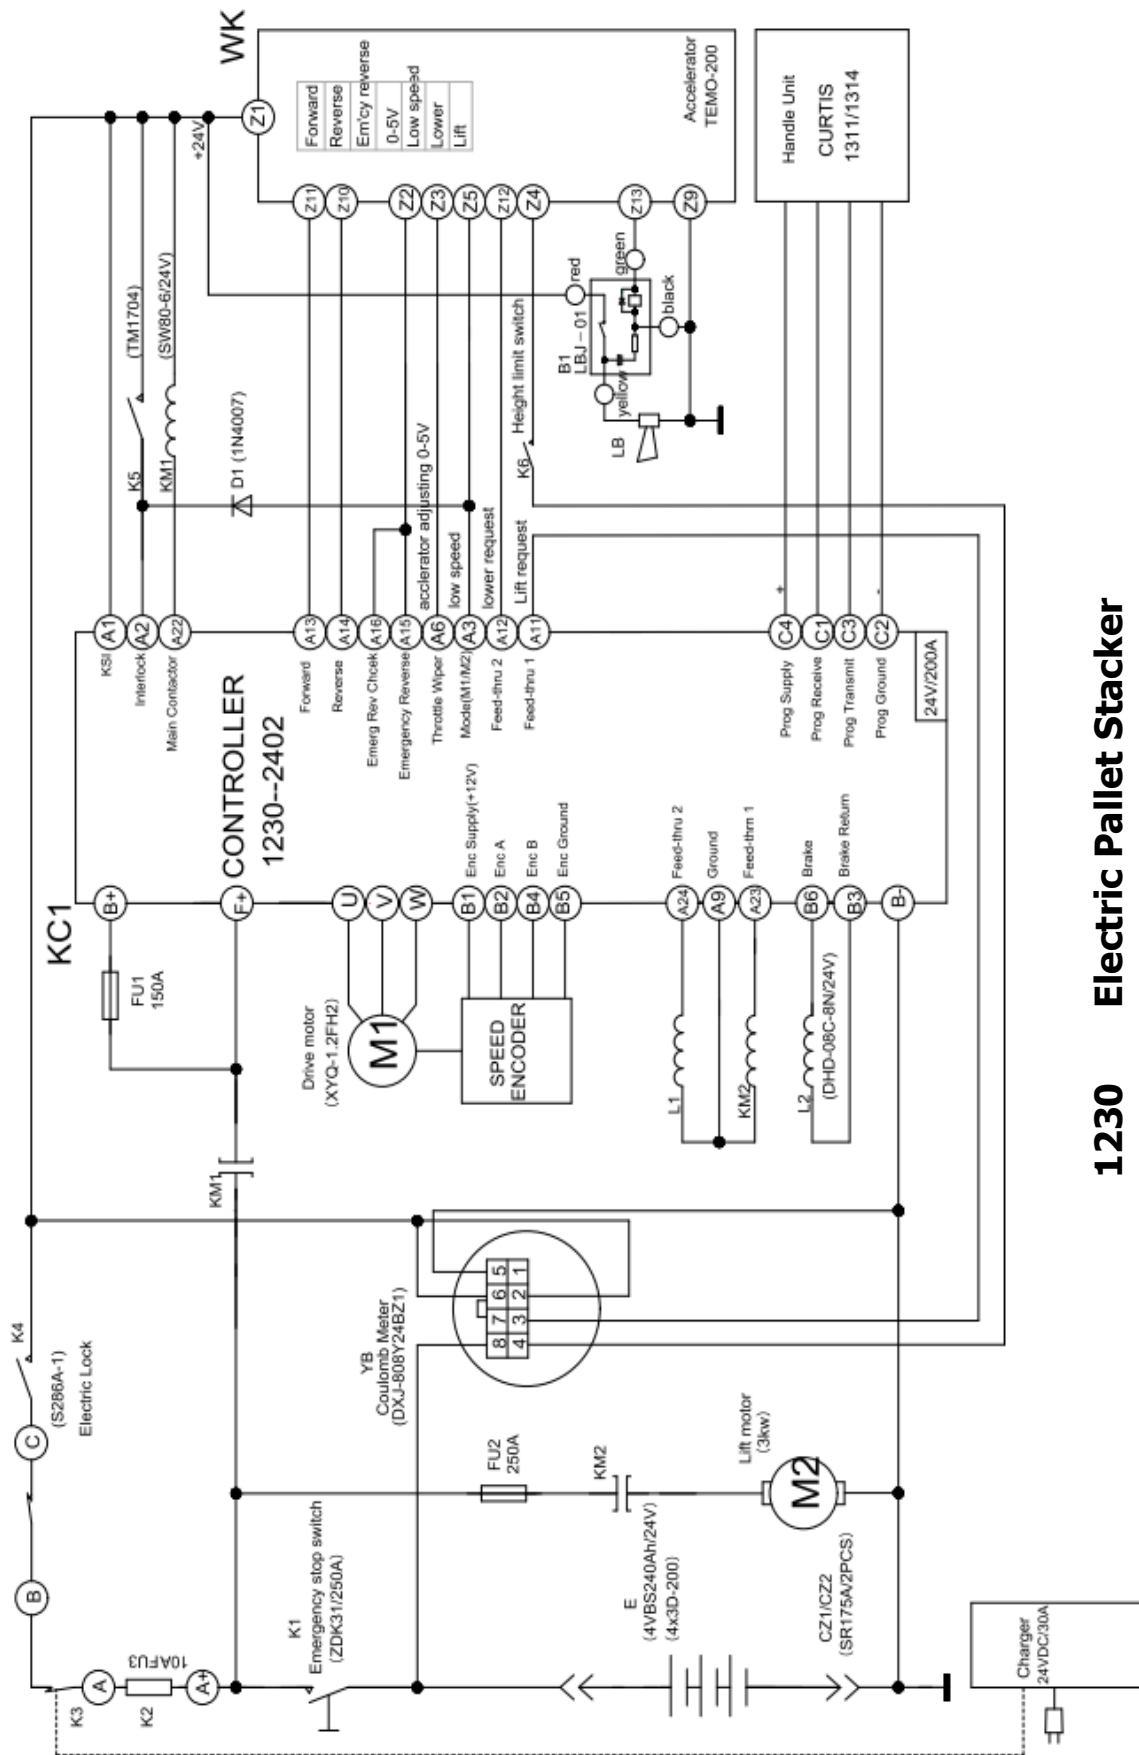 WK
Z1
+24V
Forward
Reverse
Em'cy reverse
0-5V
Low speed
Lower
Lift
Accelerator
TEMO-200
Z11
Z10
Z2
Z3
Z5
Z12
Z4
Z13
Z9
Handle Unit
CURTIS
1311/1314
(TM1704)
(SW80-6/24V)
K5
KM1
D1 (1N4007)
acclerator adjusting 0-5V
low speed
lower request
Lift request
K6
Height limit switch
red
green
black
yellow
B1
LBJ – 01
LB
+
-
A1
A2
A22
A13
A14
A16
A15
A6
A3
A12
A11
C4
C1
C3
C2
KSI
Interlock
Main Contactor
Forward
Reverse
Emerg Rev Chcek
Emergency Reverse
Throttle Wiper
Mode(M1/M2)
Feed-thru 2
Feed-thru 1
Prog Supply
Prog Receive
Prog Transmit
Prog Ground
24V/200A
KC1
CONTROLLER
1230--2402
Enc Supply(+12V)
Enc A
Enc B
Enc Ground
Feed-thru 2
Ground
Feed-thrn 1
Brake
Brake Return
B+
F+
U
V
W
B1
B2
B4
B5
A24
A9
A23
B6
B3
B-
FU1
150A
Drive motor
(XYQ-1.2FH2)
M1
SPEED
ENCODER
L1
KM2
L2
(DHD-08C-8N/24V)
KM1
K4
(S286A-1)
Electric Lock
C
B
YB
Coulomb Meter
(DXJ-808Y24BZ1)
5
6
7
8
1
2
3
4
FU2
250A
KM2
Lift motor
(3kw)
M2
K1
Emergency stop switch
(ZDK31/250A)
E
(4VBS240Ah/24V)
(4x3D-200)
CZ1/CZ2
(SR175A/2PCS)
K3
A
K2
10AFU3
A+
Charger
24VDC/30A
1230 Electric Pallet Stacker